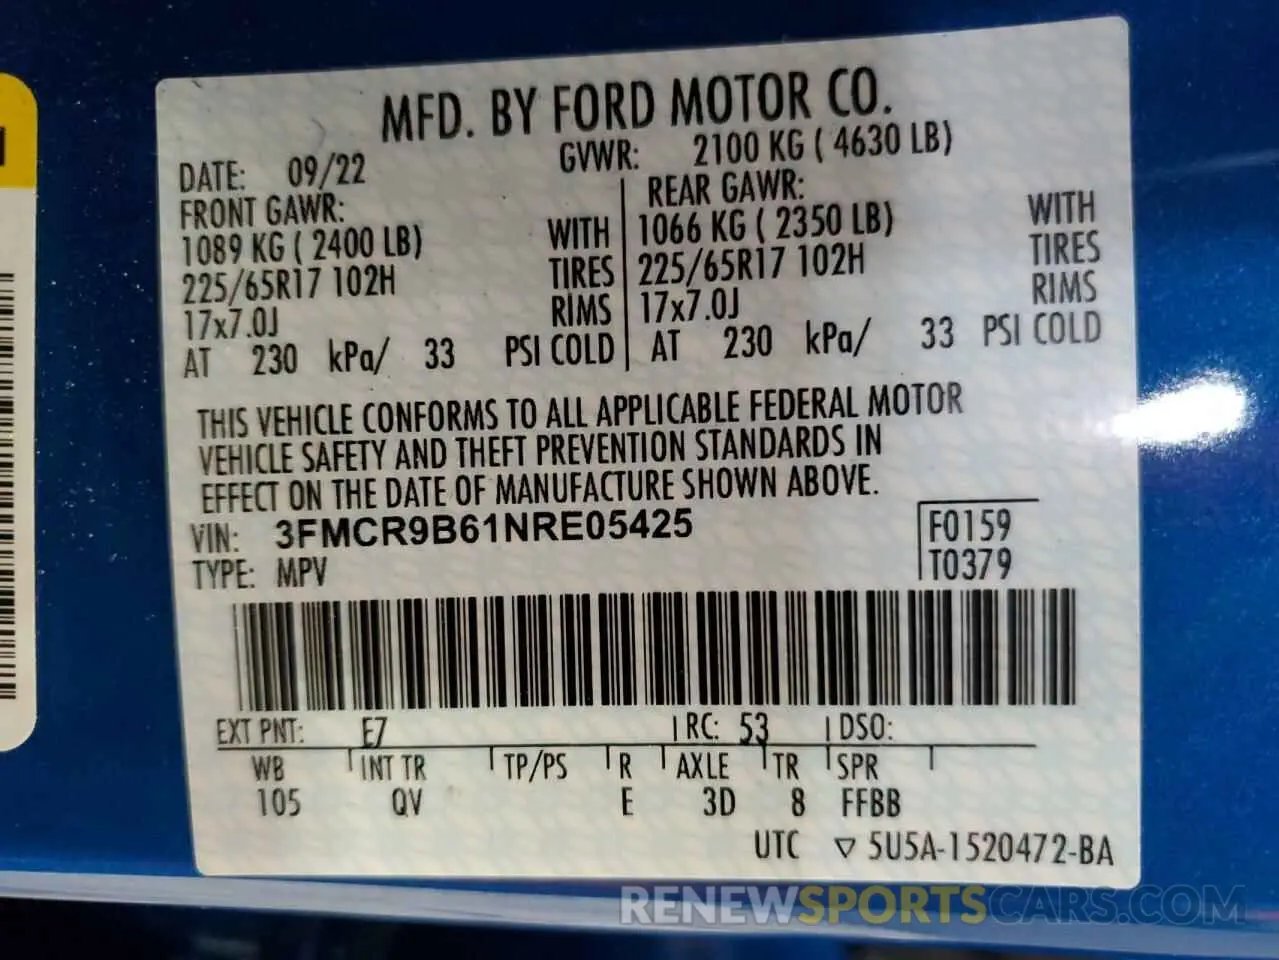 MFD. BY FORD MOTOR CO.
DATE: 09/22 GVWR: 2100 KG ( 4630 LB)
FRONT GAWR: REAR GAWR:
1089 KG ( 2400 LB) WITH 1066 KG ( 2350 LB) WITH
225/65R17 102H TIRES 225/65R17 102H TIRES
17x7.0J RIMS 17x7.0J RIMS
AT 230 kPa/ 33 PSI COLD AT 230 kPa/ 33 PSI COLD
THIS VEHICLE CONFORMS TO ALL APPLICABLE FEDERAL MOTOR
VEHICLE SAFETY AND THEFT PREVENTION STANDARDS IN
EFFECT ON THE DATE OF MANUFACTURE SHOWN ABOVE.
VIN: 3FMCR9B61NRE05425 F0159
TYPE: MPV T0379
EXT PNT: E7 RC: 53 DSO:
WB INT TR TP/PS R AXLE TR SPR
105 QV E 3D 8 FFBB
UTC ▽ 5U5A-1520472-BA
RENEWSPORTSCARS.COM